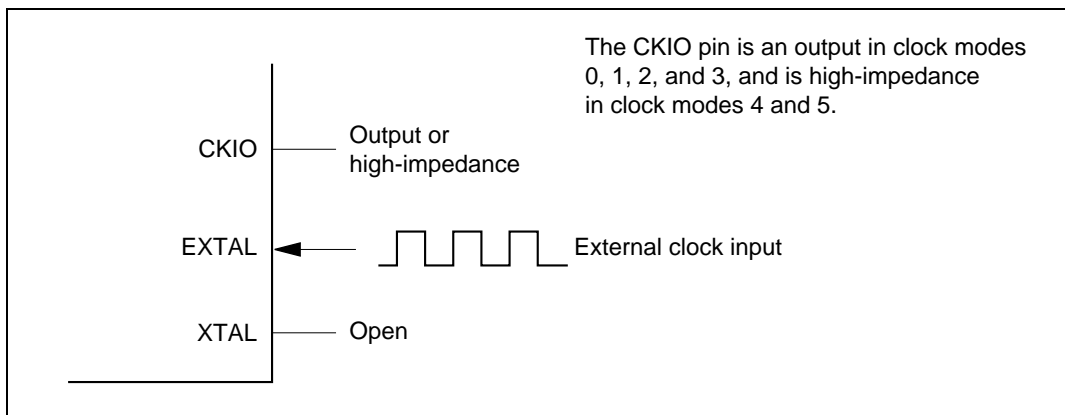 The CKIO pin is an output in clock modes
0, 1, 2, and 3, and is high-impedance
in clock modes 4 and 5.
CKIO
Output or
high-impedance
EXTAL
External clock input
XTAL
Open